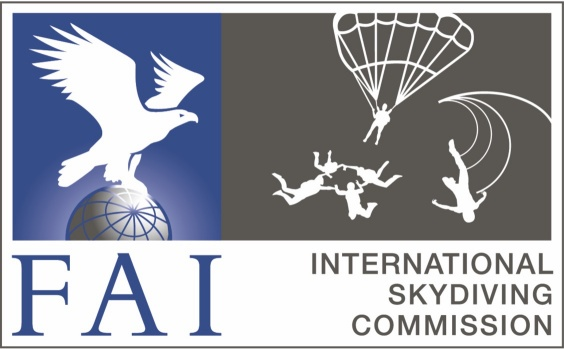 FAI
INTERNATIONAL
SKYDIVING
COMMISSION